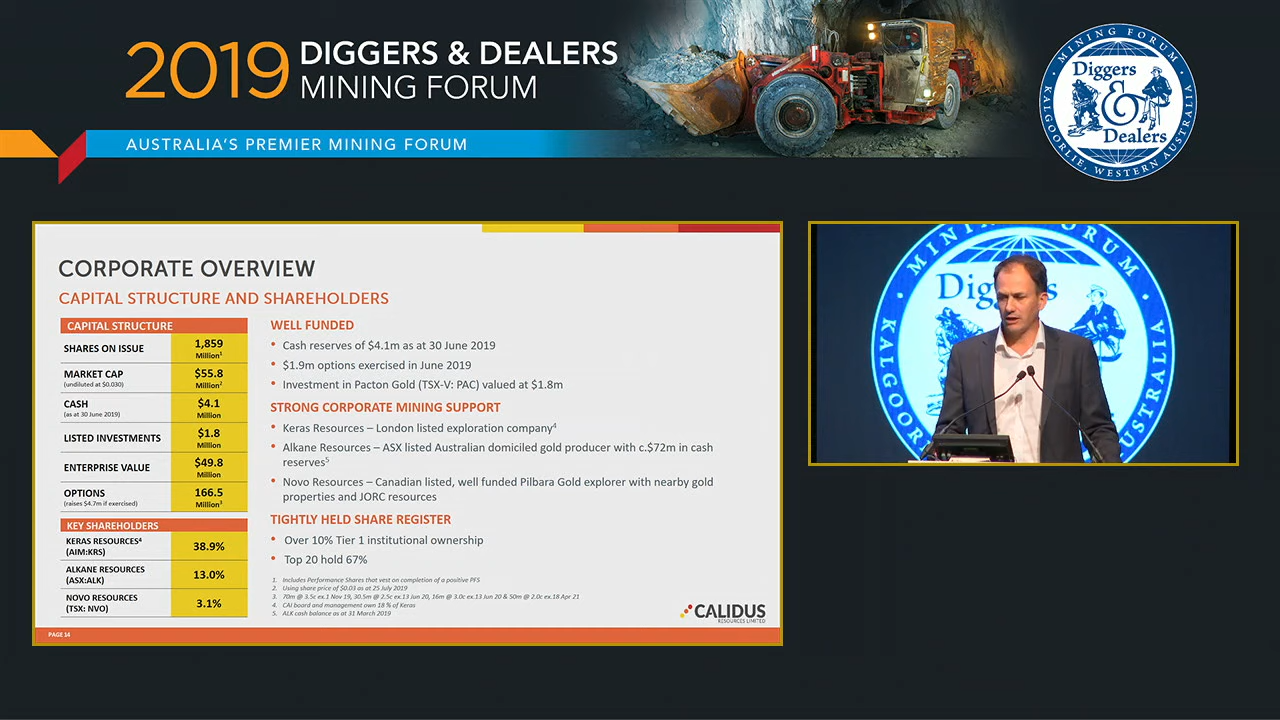 2019 DIGGERS & DEALERS
MINING FORUM
AUSTRALIA'S PREMIER MINING FORUM
MINING FORUM
Diggers
&
Dealers
KALGOORLIE, WESTERN AUSTRALIA
CORPORATE OVERVIEW
CAPITAL STRUCTURE AND SHAREHOLDERS
CAPITAL STRUCTURE
SHARES ON ISSUE 1,859
Million¹
MARKET CAP $55.8
(undiluted at $0.030) Million²
CASH $4.1
(as at 30 June 2019) Million
LISTED INVESTMENTS $1.8
Million
ENTERPRISE VALUE $49.8
Million
OPTIONS 166.5
(raises $4.7m if exercised) Million³
KEY SHAREHOLDERS
KERAS RESOURCES⁴
(AIM:KRS) 38.9%
ALKANE RESOURCES
(ASX:ALK) 13.0%
NOVO RESOURCES
(TSX: NVO) 3.1%
WELL FUNDED
• Cash reserves of $4.1m as at 30 June 2019
• $1.9m options exercised in June 2019
• Investment in Pacton Gold (TSX-V: PAC) valued at $1.8m
STRONG CORPORATE MINING SUPPORT
• Keras Resources – London listed exploration company⁴
• Alkane Resources – ASX listed Australian domiciled gold producer with c.$72m in cash
reserves⁵
• Novo Resources – Canadian listed, well funded Pilbara Gold explorer with nearby gold
properties and JORC resources
TIGHTLY HELD SHARE REGISTER
• Over 10% Tier 1 institutional ownership
• Top 20 hold 67%
1. Includes Performance Shares that vest on completion of a positive PFS
2. Using share price of $0.03 as at 25 July 2019
3. 70m @ 3.5c ex.1 Nov 19, 30.5m @ 2.5c ex.13 Jun 20, 16m @ 3.0c ex.13 Jun 20 & 50m @ 2.0c ex.18 Apr 21
4. CAI board and management own 18 % of Keras
5. ALK cash balance as at 31 March 2019
CALIDUS
RESOURCES LIMITED
PAGE 14
MINING FORUM
Diggers
KALGOOR
AUSTRALIA